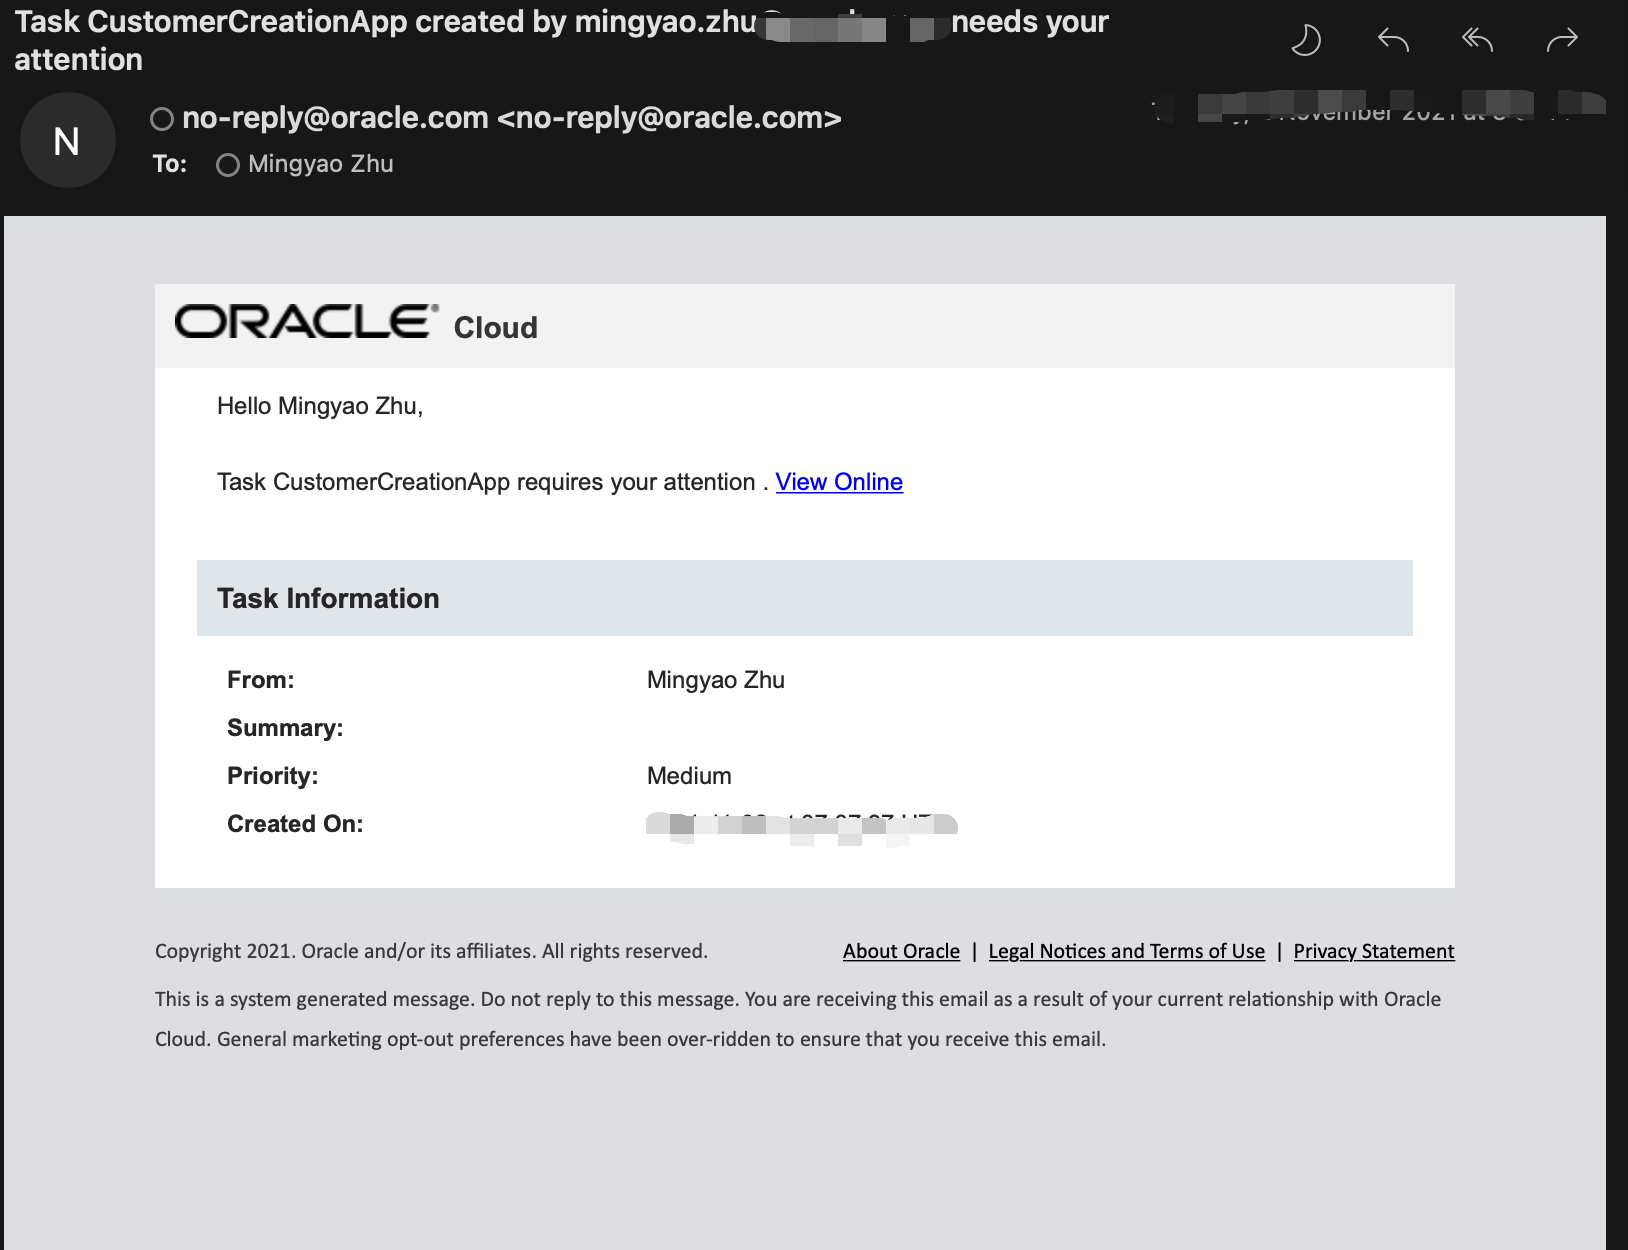 Task CustomerCreationApp created by mingyao.zhu needs your
attention
N
no-reply@oracle.com <no-reply@oracle.com>
To: Mingyao Zhu
November 2021 at
ORACLE Cloud
Hello Mingyao Zhu,
Task CustomerCreationApp requires your attention . View Online
Task Information
From: Mingyao Zhu
Summary:
Priority: Medium
Created On:
Copyright 2021. Oracle and/or its affiliates. All rights reserved. About Oracle | Legal Notices and Terms of Use | Privacy Statement
This is a system generated message. Do not reply to this message. You are receiving this email as a result of your current relationship with Oracle
Cloud. General marketing opt-out preferences have been over-ridden to ensure that you receive this email.